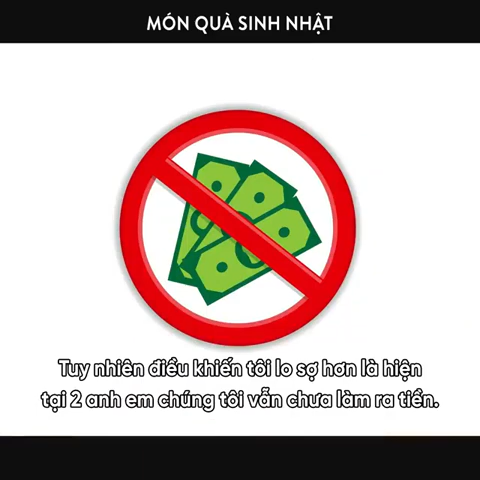 MÓN QUÀ SINH NHẬT
Tuy nhiên điều khiến tôi lo sợ hơn là hiện
tại 2 anh em chúng tôi vẫn chưa làm ra tiền.